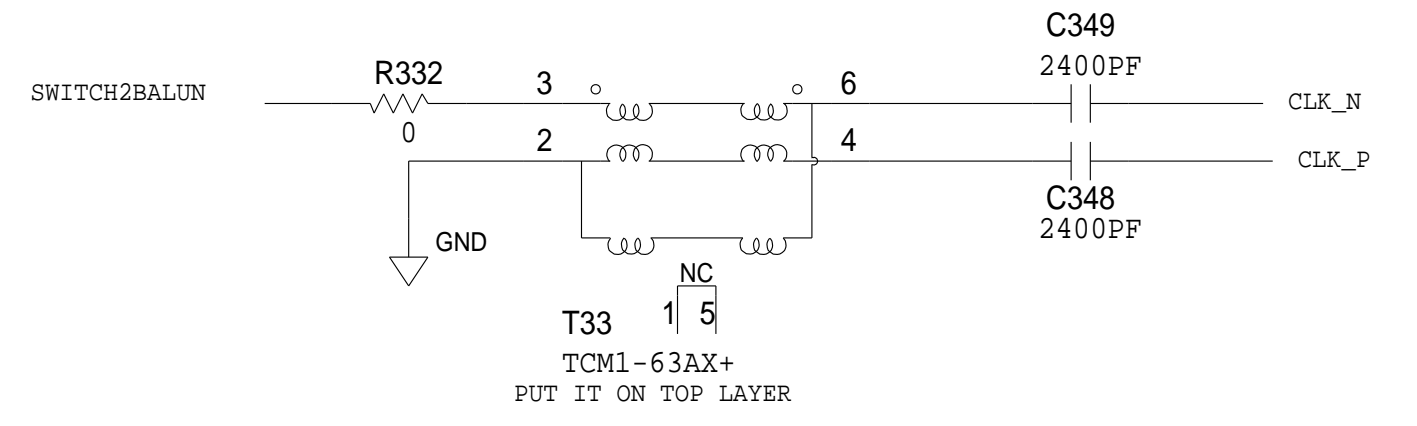 C349
2400PF
R332
3
6
SWITCH2BALUN
CLK_N
0
2
4
CLK_P
C348
2400PF
GND
NC
1
5
T33
TCM1-63AX+
PUT IT ON TOP LAYER